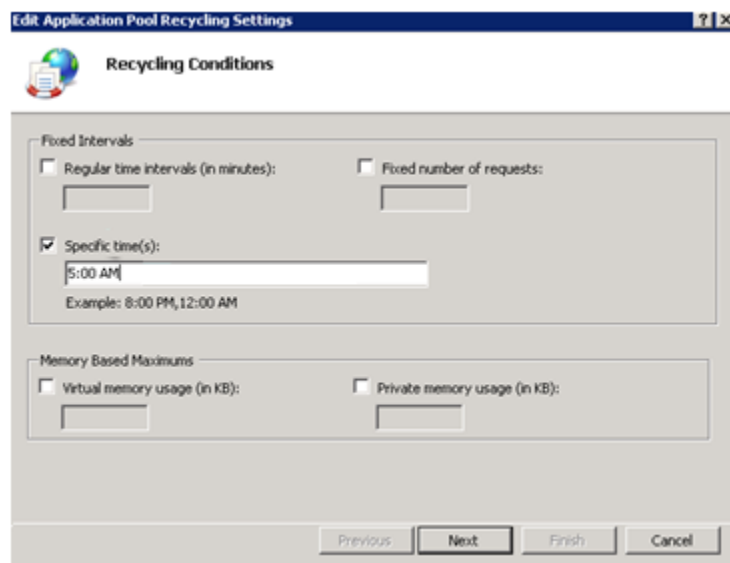 Edit Application Pool Recycling Settings
Recycling Conditions
Fixed Intervals
Regular time intervals (in minutes):
Fixed number of requests:
Specific time(s):
5:00 AM
Example: 8:00 PM,12:00 AM
Memory Based Maximums
Virtual memory usage (in KB):
Private memory usage (in KB):
Previous
Next
Finish
Cancel